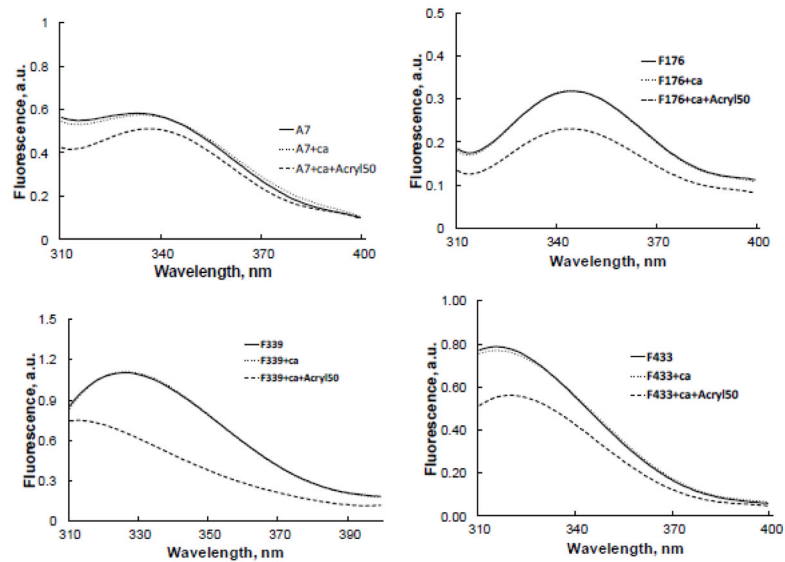 1
0.8
0.6
0.4
0.2
0
310
340
370
400
Fluorescence, a.u.
Wavelength, nm
A7
A7+ca
A7+ca+Acryl50
0.5
0.4
0.3
0.2
0.1
0
310
340
370
400
Fluorescence, a.u.
Wavelength, nm
F176
F176+ca
F176+ca+Acryl50
1.5
1.2
0.9
0.6
0.3
0
310
330
350
370
390
Fluorescence, a.u.
Wavelength, nm
F339
F339+ca
F339+ca+Acryl50
1.00
0.80
0.60
0.40
0.20
0.00
310
340
370
400
Fluorescence, a.u.
Wavelength, nm
F433
F433+ca
F433+ca+Acryl50